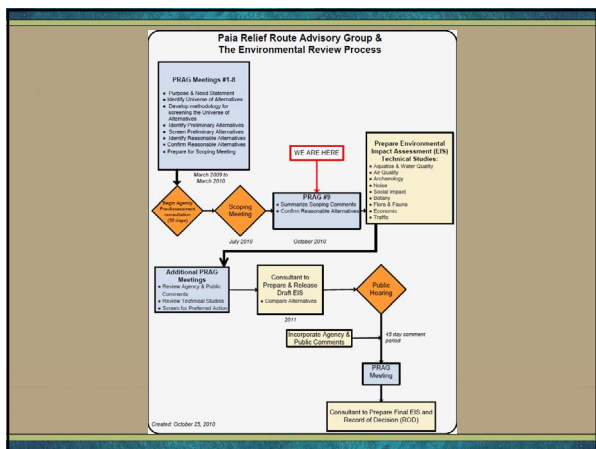 Paia Relief Route Advisory Group &
The Environmental Review Process
PRAG Meetings #1-8
• Purpose & Need Statement
• Identify Universe of Alternatives
• Develop methodology for
screening the Universe of
Alternatives
• Identify Preliminary Alternatives
• Screen Preliminary Alternatives
• Identify Reasonable Alternatives
• Confirm Reasonable Alternatives
• Prepare for Scoping Meeting
March 2009 to
March 2010
WE ARE HERE
Begin Agency
Pre-Assessment
consultation
(30 days)
Scoping
Meeting
July 2010
PRAG #9
• Summarize Scoping Comments
• Confirm Reasonable Alternatives
October 2010
Prepare Environmental
Impact Assessment (EIS)
Technical Studies:
• Aquatics & Water Quality
• Air Quality
• Archaeology
• Noise
• Social Impact
• Botany
• Flora & Fauna
• Economic
• Traffic
Additional PRAG
Meetings
• Review Agency & Public
Comments
• Review Technical Studies
• Screen for Preferred Action
Consultant to
Prepare & Release
Draft EIS
• Compare Alternatives
2011
Public
Hearing
Incorporate Agency &
Public Comments
45 day comment
period
PRAG
Meeting
Consultant to Prepare Final EIS and
Record of Decision (ROD)
Created: October 25, 2010